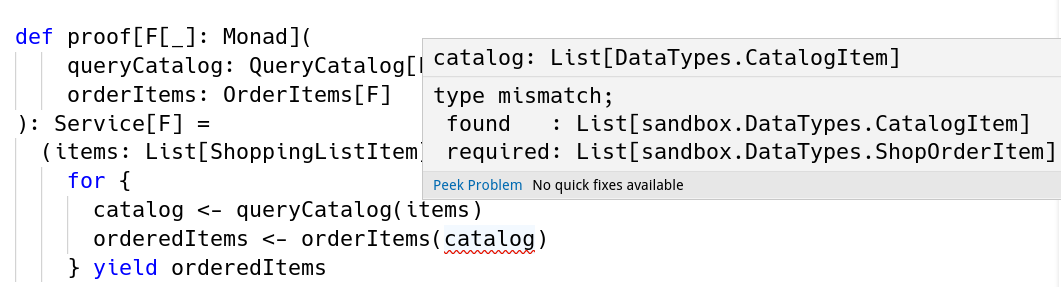 def proof[F[_]: Monad](
queryCatalog: QueryCatalog[
orderItems: OrderItems[F]
): Service[F] =
(items: List[ShoppingListItem]
for {
catalog <- queryCatalog(items)
orderedItems <- orderItems(catalog)
} yield orderedItems
catalog: List[DataTypes.CatalogItem]
type mismatch;
found   : List[sandbox.DataTypes.CatalogItem]
required: List[sandbox.DataTypes.ShopOrderItem]
Peek Problem No quick fixes available